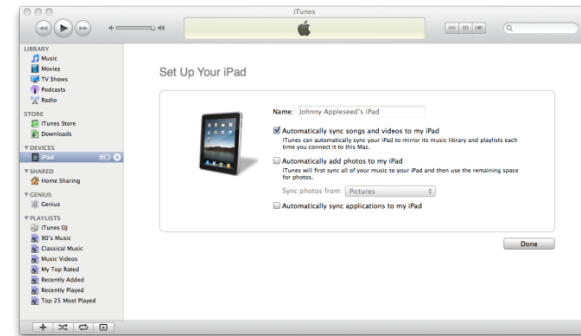 iTunes
LIBRARY
Music
Movies
TV Shows
Podcasts
Radio
STORE
iTunes Store
Downloads
DEVICES
iPad
SHARED
Home Sharing
GENIUS
Genius
PLAYLISTS
iTunes DJ
90's Music
Classical Music
Music Videos
My Top Rated
Recently Added
Recently Played
Top 25 Most Played
Set Up Your iPad
Name: Johnny Appleseed's iPad
Automatically sync songs and videos to my iPad
iTunes can automatically sync your iPad to mirror its music library and playlists each
time you connect it to this Mac.
Automatically add photos to my iPad
iTunes will first sync all of your music to your iPad and then use the remaining space
for photos.
Sync photos from: Pictures
Automatically sync applications to my iPad
Done